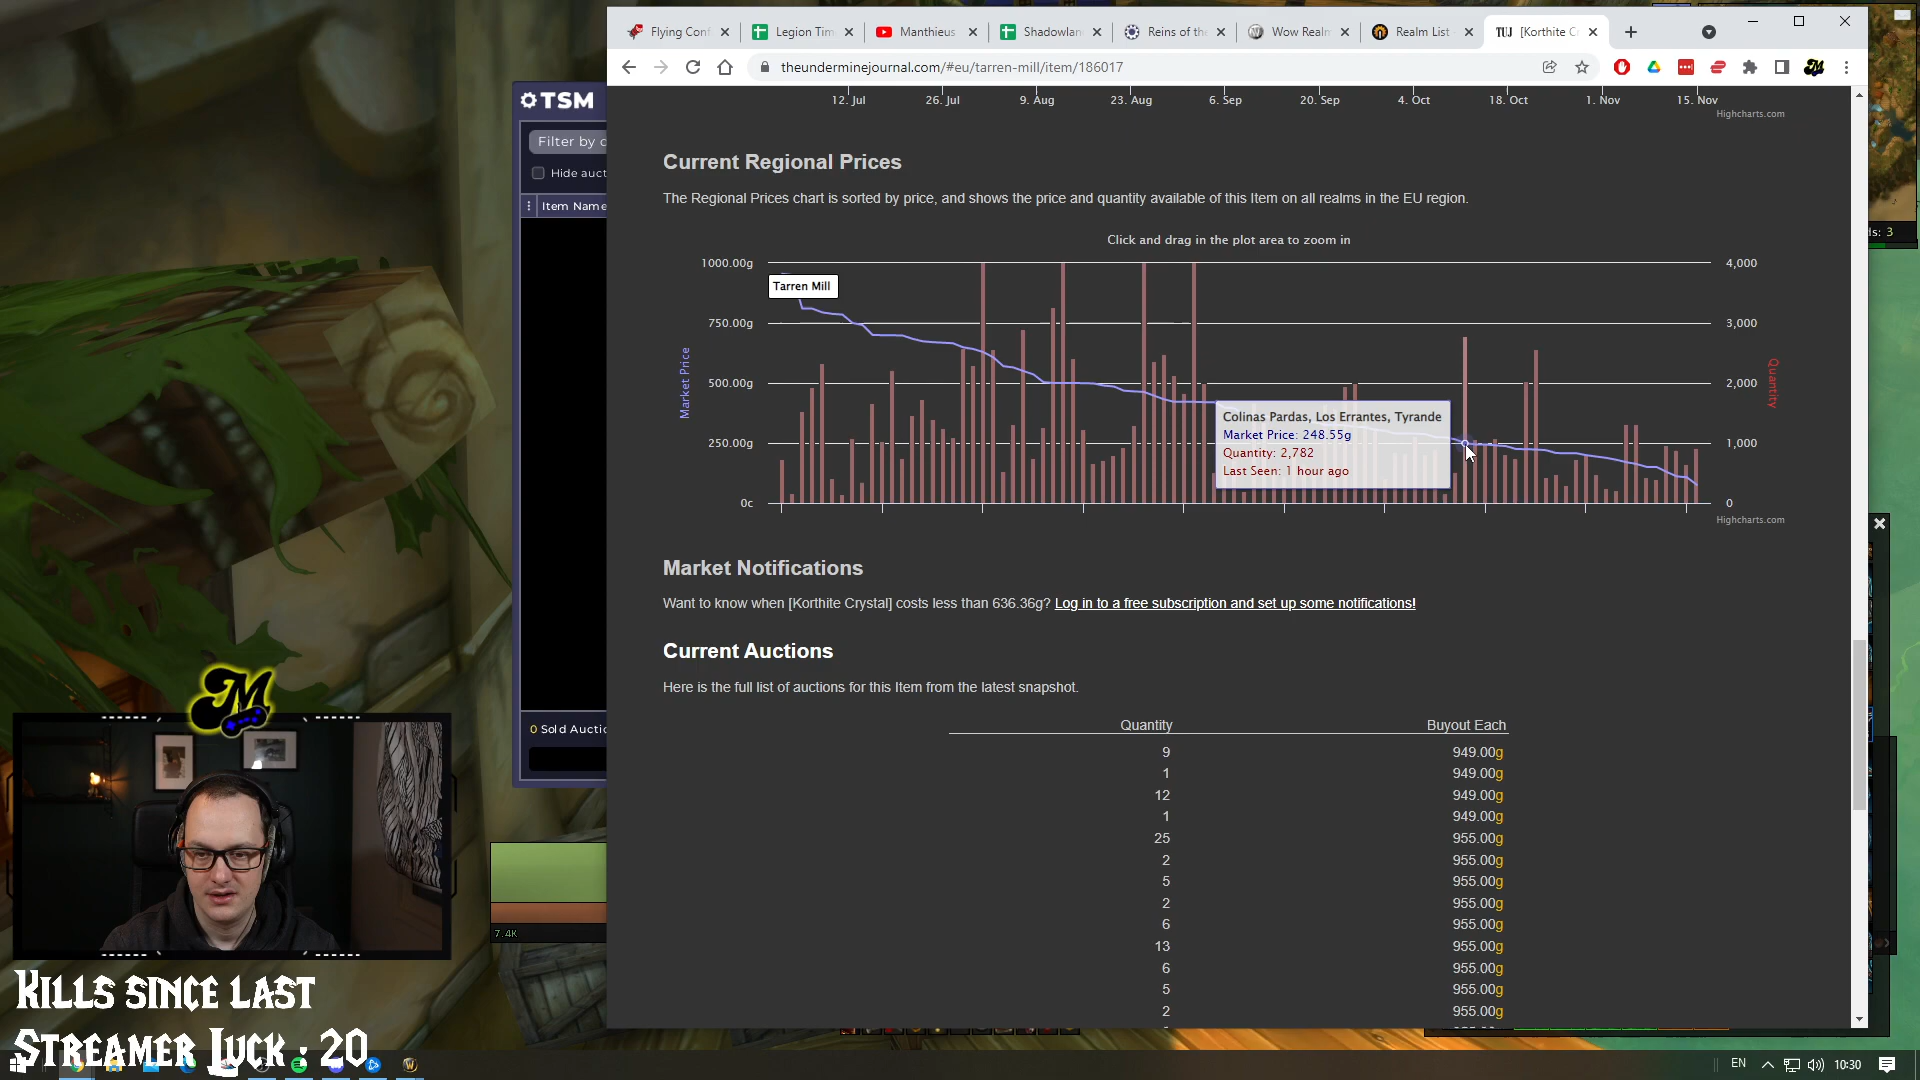 Flying Conf
Legion Tim
Manthieus
Shadowlan
Reins of the
Wow Realm
Realm List
TUJ [Korthite C
theunderminejournal.com/#eu/tarren-mill/item/186017
TSM
Filter by
Hide auct
Item Name
0 Sold Auctio
7.4K
12. Jul 26. Jul 9. Aug 23. Aug 6. Sep 20. Sep 4. Oct 18. Oct 1. Nov 15. Nov
Highcharts.com
Current Regional Prices
The Regional Prices chart is sorted by price, and shows the price and quantity available of this Item on all realms in the EU region.
Click and drag in the plot area to zoom in
1000.00g 4,000
Tarren Mill
750.00g 3,000
500.00g 2,000
250.00g 1,000
0c 0
Market Price
Quantity
Colinas Pardas, Los Errantes, Tyrande
Market Price: 248.55g
Quantity: 2,782
Last Seen: 1 hour ago
Highcharts.com
Market Notifications
Want to know when [Korthite Crystal] costs less than 636.36g? Log in to a free subscription and set up some notifications!
Current Auctions
Here is the full list of auctions for this Item from the latest snapshot.
Quantity Buyout Each
9 949.00g
1 949.00g
12 949.00g
1 949.00g
25 955.00g
2 955.00g
5 955.00g
2 955.00g
6 955.00g
13 955.00g
6 955.00g
5 955.00g
2 955.00g
ls: 3
M
Kills since last
Streamer Luck : 20
EN
10:30